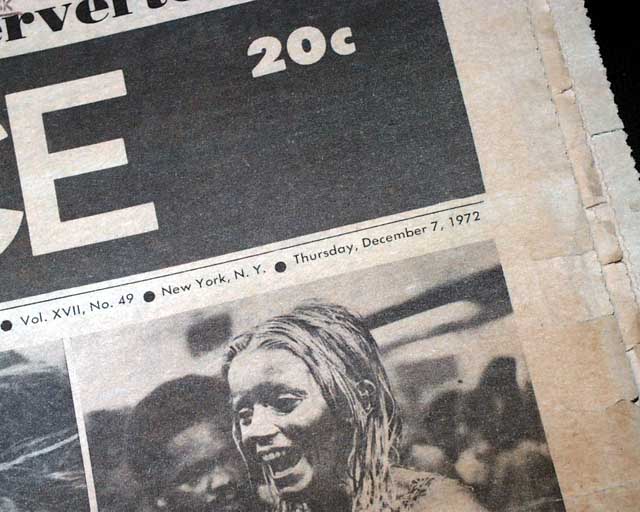 20c
CE
Vol. XVII, No. 49 ● New York, N. Y. ● Thursday, December 7, 1972